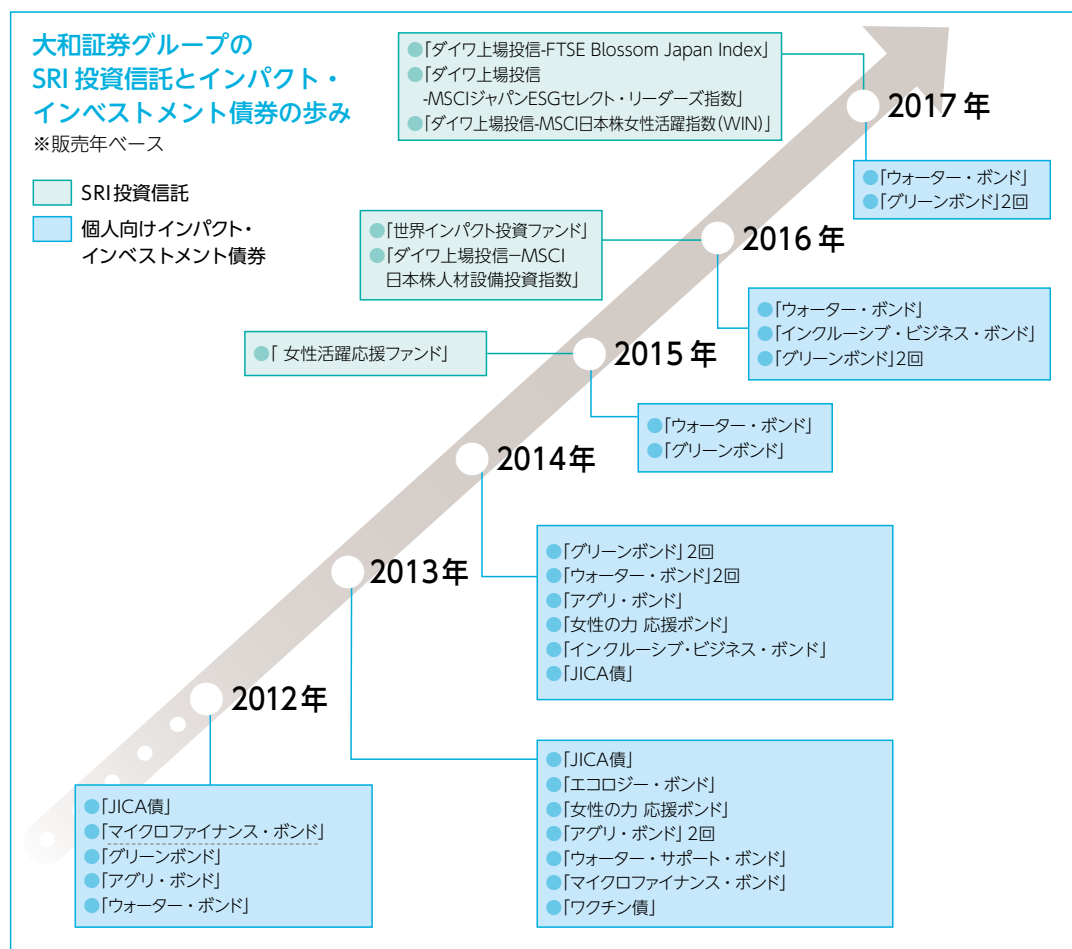 大和証券グループの
SRI 投資信託とインパクト・
インベストメント債券の歩み
※販売年ベース
SRI投資信託
個人向けインパクト・
インベストメント債券
●「ダイワ上場投信-FTSE Blossom Japan Index」
●「ダイワ上場投信
-MSCIジャパンESGセレクト・リーダーズ指数」
●「ダイワ上場投信-MSCI日本株女性活躍指数(WIN)」
2017年
●「ウォーター・ボンド」
●「グリーンボンド」2回
●「世界インパクト投資ファンド」
●「ダイワ上場投信−MSCI
日本株人材設備投資指数」
2016年
●「ウォーター・ボンド」
●「インクルーシブ・ビジネス・ボンド」
●「グリーンボンド」2回
●「 女性活躍応援ファンド」
2015年
●「ウォーター・ボンド」
●「グリーンボンド」
2014年
●「グリーンボンド」2回
●「ウォーター・ボンド」2回
●「アグリ・ボンド」
●「女性の力 応援ボンド」
●「インクルーシブ・ビジネス・ボンド」
●「JICA債」
2013年
●「JICA債」
●「エコロジー・ボンド」
●「女性の力 応援ボンド」
●「アグリ・ボンド」2回
●「ウォーター・サポート・ボンド」
●「マイクロファイナンス・ボンド」
●「ワクチン債」
2012年
●「JICA債」
●「マイクロファイナンス・ボンド」
●「グリーンボンド」
●「アグリ・ボンド」
●「ウォーター・ボンド」